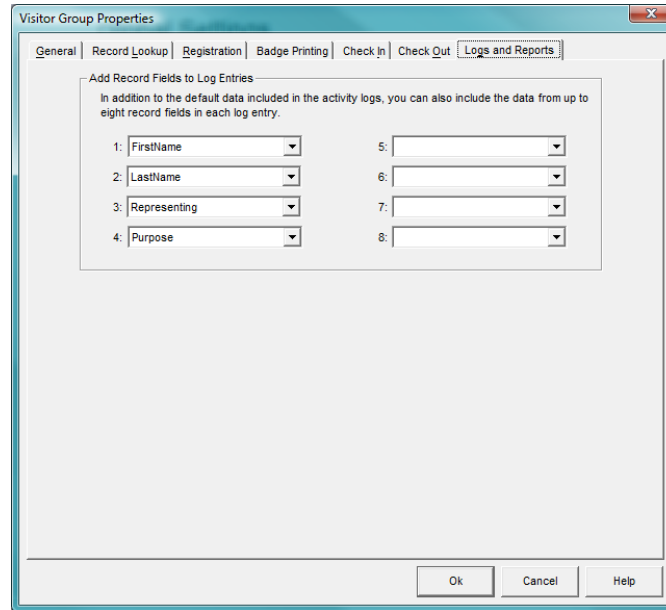 Visitor Group Properties
General Record Lookup Registration Badge Printing Check In Check Out Logs and Reports
Add Record Fields to Log Entries
In addition to the default data included in the activity logs, you can also include the data from up to
eight record fields in each log entry.
1: FirstName 5:
2: LastName 6:
3: Representing 7:
4: Purpose 8:
Ok Cancel Help